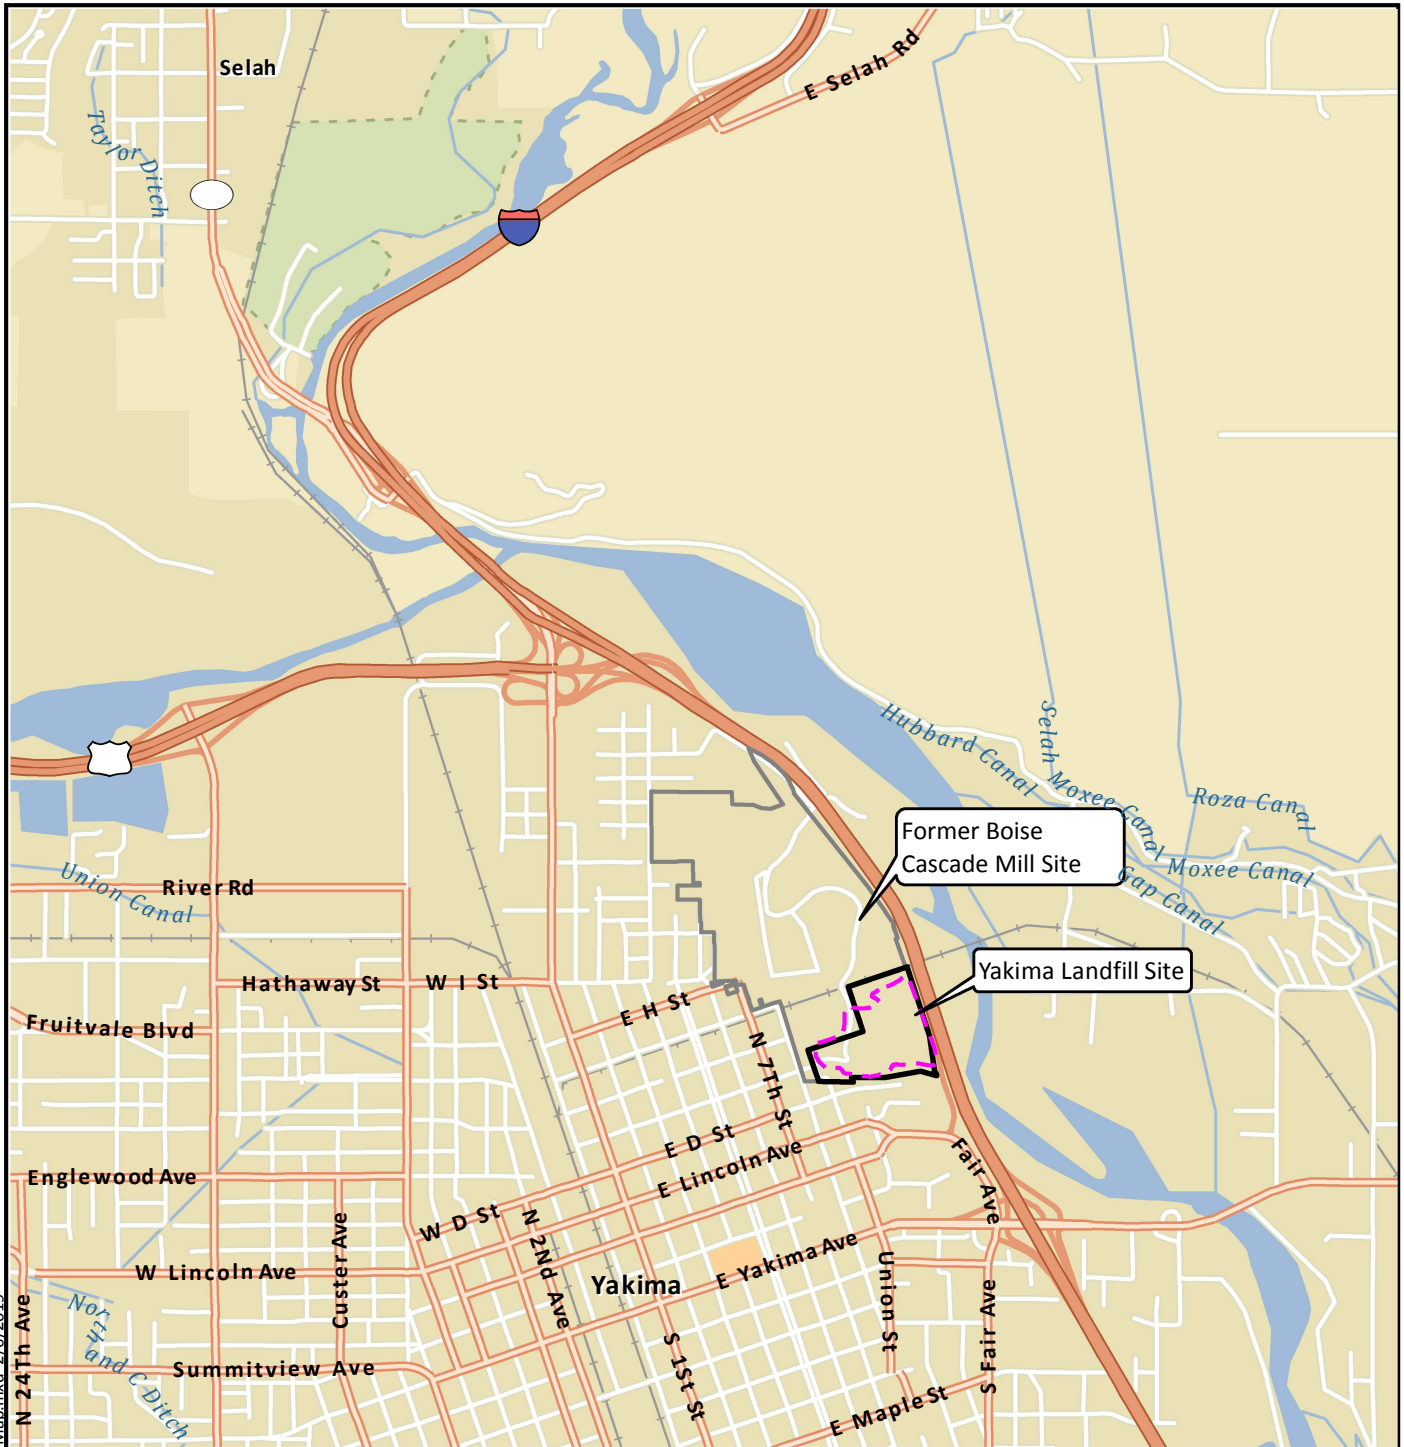 Selah
E Selah Rd
Taylor Ditch
Hubbard Canal
Selah Moxee Canal
Roza Canal
Moxee Canal
Gap Canal
Former Boise
Cascade Mill Site
Yakima Landfill Site
Union Canal
River Rd
Hathaway St
W I St
Fruitvale Blvd
E H St
N 7Th St
E D St
E Lincoln Ave
Englewood Ave
Fair Ave
W D St
N 2Nd Ave
Custer Ave
W Lincoln Ave
Yakima
E Yakima Ave
Union St
N 24Th Ave
North
and C Ditch
Summitview Ave
S 1St St
S Fair Ave
E Maple St